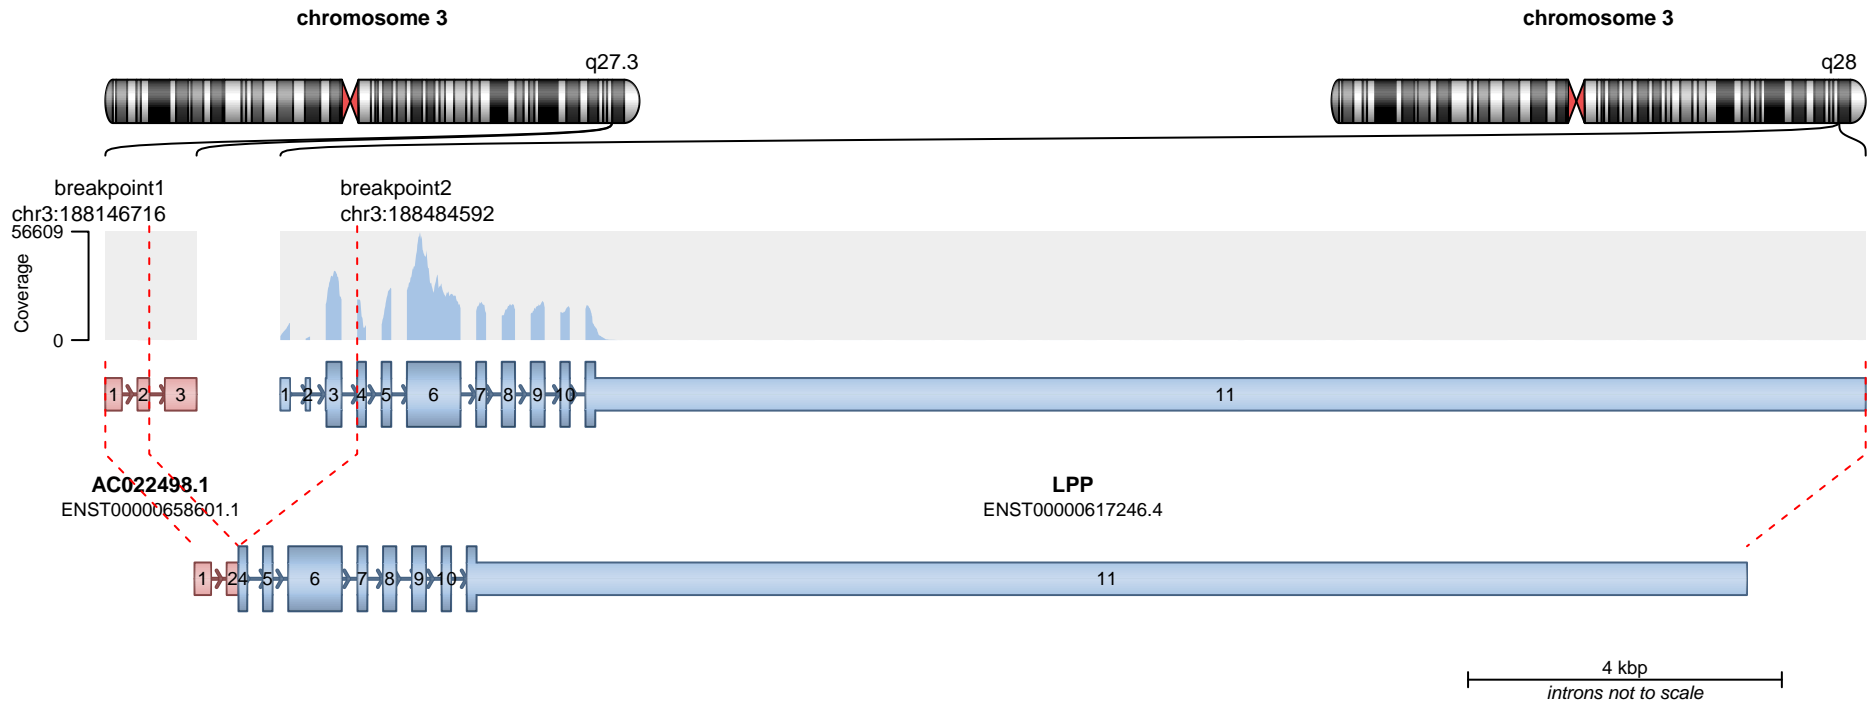 chromosome 3
chromosome 3
q27.3
q28
breakpoint1
chr3:188146716
breakpoint2
chr3:188484592
56609
Coverage
0
1 2 3
1 2 3 4 5 6 7 8 9 10 11
AC022498.1
ENST00000658601.1
LPP
ENST00000617246.4
1 2 4 5 6 7 8 9 10 11
4 kbp
introns not to scale